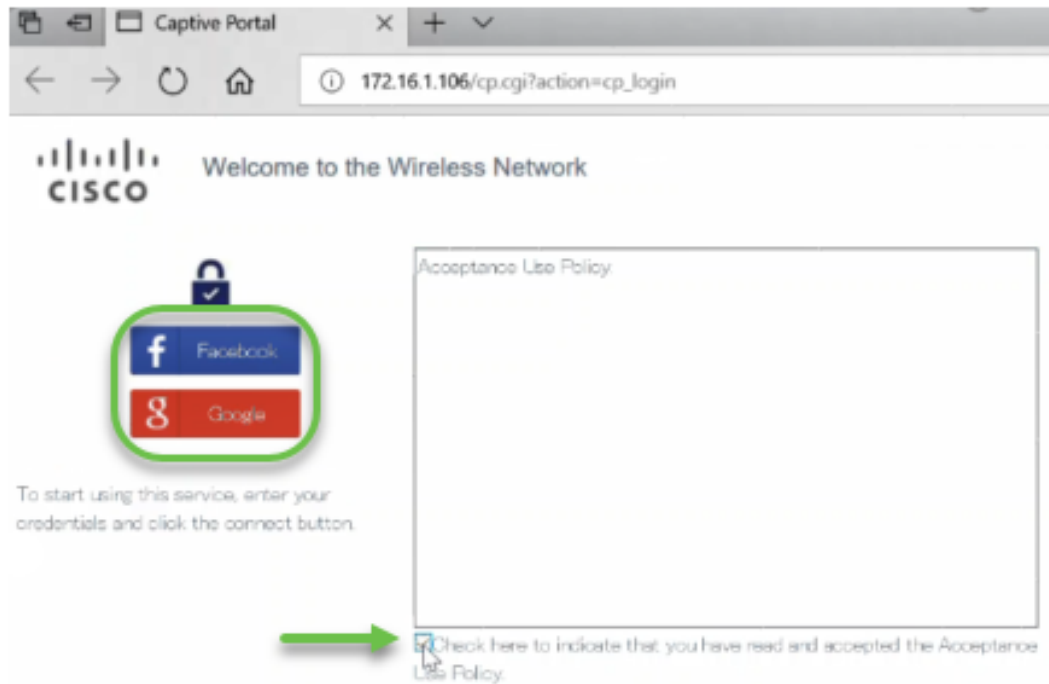 Captive Portal
172.16.1.106/cp.cgi?action=cp_login
CISCO
Welcome to the Wireless Network
f Facebook
g Google
To start using this service, enter your
credentials and click the connect button.
Acceptance Use Policy.
Check here to indicate that you have read and accepted the Acceptance
Use Policy.